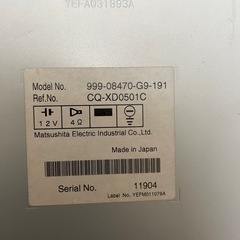 YEFA031893A
Model No. 999-08470-G9-191
Ref.No. CQ-XD0501C
12V 4Ω
Matsushita Electric Industrial Co.,Ltd.
Made in Japan
Serial No. 11904
Label No. YEFM011079A